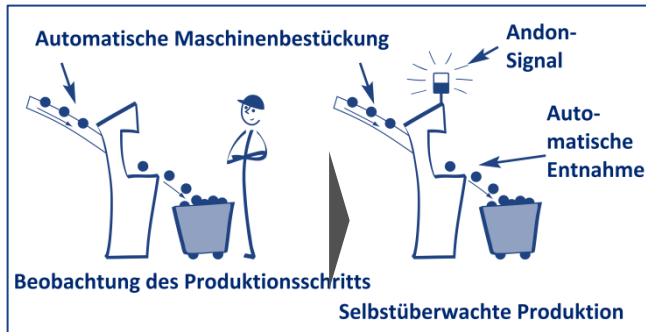 Automatische Maschinenbestückung
Andon-
Signal
Auto-
matische
Entnahme
Beobachtung des Produktionsschritts
Selbstüberwachte Produktion